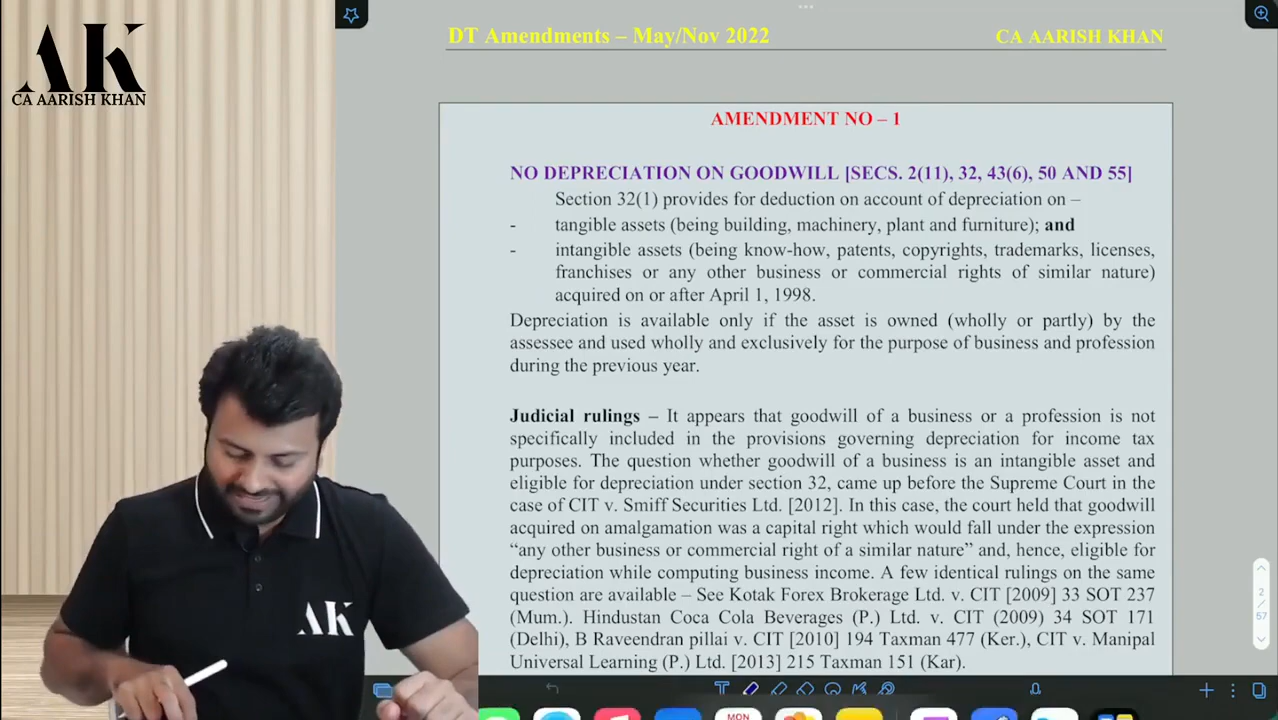 AK
CA AARISH KHAN
DT Amendments – May/Nov 2022
CA AARISH KHAN
AMENDMENT NO – 1
NO DEPRECIATION ON GOODWILL [SECS. 2(11), 32, 43(6), 50 AND 55]
Section 32(1) provides for deduction on account of depreciation on –
- tangible assets (being building, machinery, plant and furniture); and
- intangible assets (being know-how, patents, copyrights, trademarks, licenses,
franchises or any other business or commercial rights of similar nature)
acquired on or after April 1, 1998.
Depreciation is available only if the asset is owned (wholly or partly) by the
assessee and used wholly and exclusively for the purpose of business and profession
during the previous year.
Judicial rulings – It appears that goodwill of a business or a profession is not
specifically included in the provisions governing depreciation for income tax
purposes. The question whether goodwill of a business is an intangible asset and
eligible for depreciation under section 32, came up before the Supreme Court in the
case of CIT v. Smiff Securities Ltd. [2012]. In this case, the court held that goodwill
acquired on amalgamation was a capital right which would fall under the expression
“any other business or commercial right of a similar nature” and, hence, eligible for
depreciation while computing business income. A few identical rulings on the same
question are available – See Kotak Forex Brokerage Ltd. v. CIT [2009] 33 SOT 237
(Mum.). Hindustan Coca Cola Beverages (P.) Ltd. v. CIT (2009) 34 SOT 171
(Delhi), B Raveendran pillai v. CIT [2010] 194 Taxman 477 (Ker.), CIT v. Manipal
Universal Learning (P.) Ltd. [2013] 215 Taxman 151 (Kar).
2
/
57
AK
T
MON